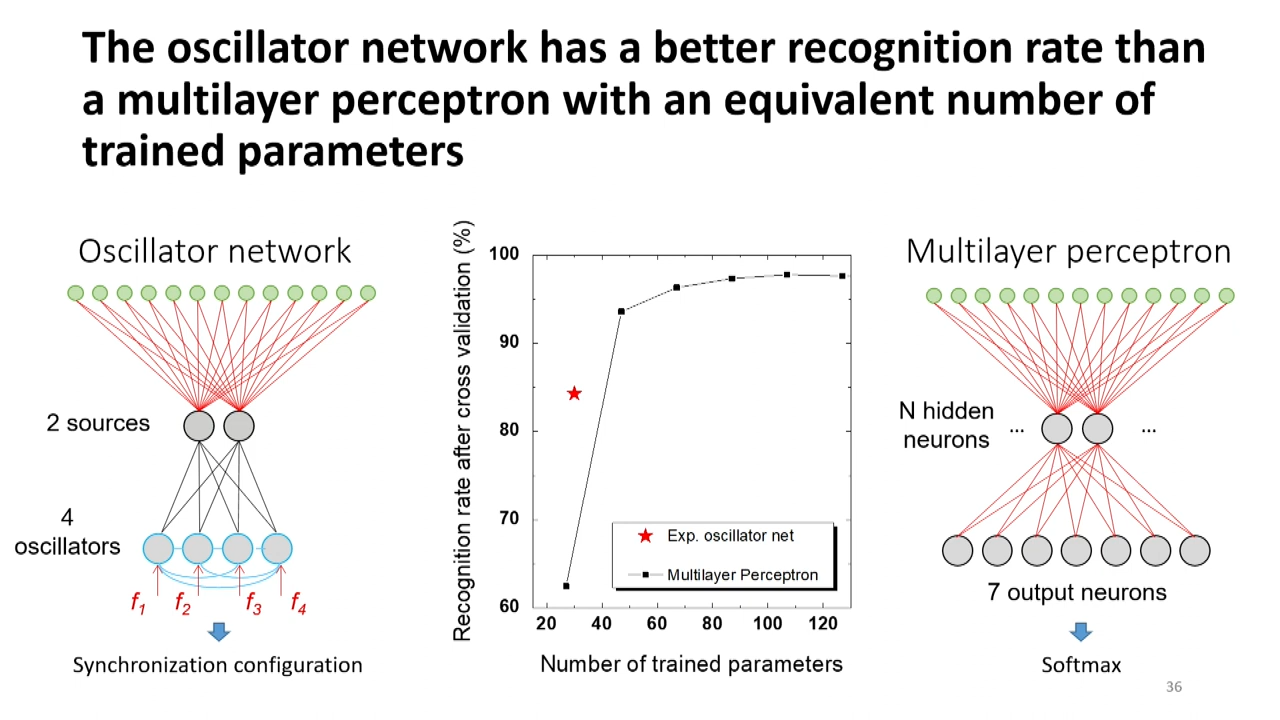 The oscillator network has a better recognition rate than
a multilayer perceptron with an equivalent number of
trained parameters
Oscillator network
2 sources
4
oscillators
f1 f2 f3 f4
Synchronization configuration
Recognition rate after cross validation (%)
100
90
80
70
60
20 40 60 80 100 120
Exp. oscillator net
Multilayer Perceptron
Number of trained parameters
Multilayer perceptron
N hidden
neurons
... ...
7 output neurons
Softmax
36